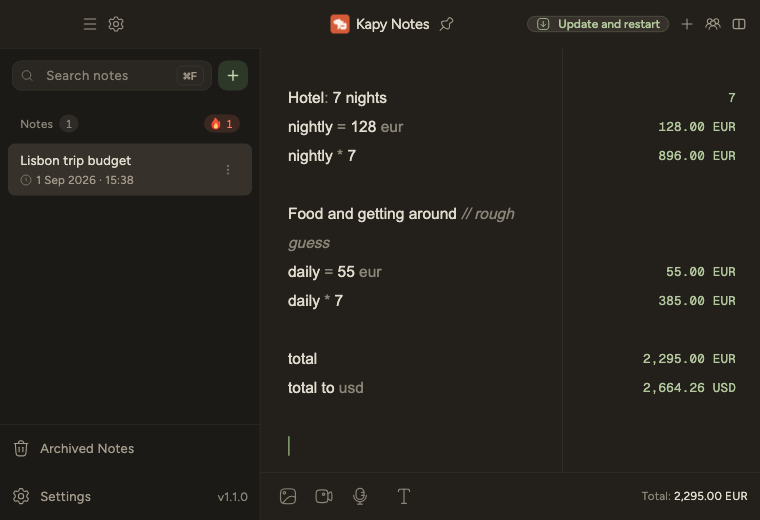 Kapy Notes
Update and restart
Search notes
⌘F
Notes 1
1
Lisbon trip budget
1 Sep 2026 · 15:38
Archived Notes
Settings
v1.1.0
Hotel: 7 nights
7
nightly = 128 eur
128.00 EUR
nightly * 7
896.00 EUR
Food and getting around // rough
guess
daily = 55 eur
55.00 EUR
daily * 7
385.00 EUR
total
2,295.00 EUR
total to usd
2,664.26 USD
T
Total: 2,295.00 EUR